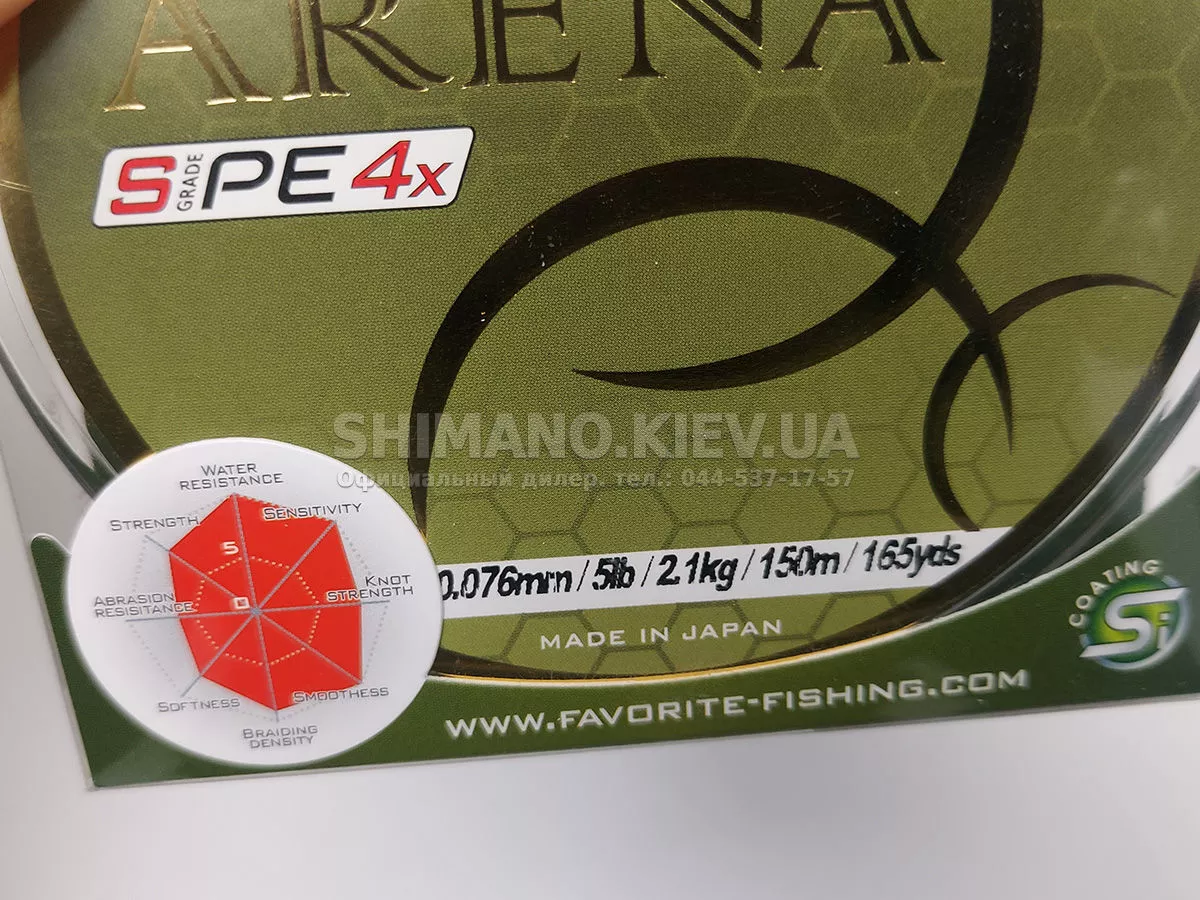 ARENA
S GRADE PE 4X
SHIMANO.KIEV.UA
Официальный дилер. тел.: 044-537-17-57
WATER
RESISTANCE
STRENGTH
SENSITIVITY
5
KNOT
STRENGTH
ABRASION
RESISTANCE
0
SOFTNESS
SMOOTHESS
BRAIDING
DENSITY
0.076mm / 5lb / 2.1kg / 150m / 165yds
MADE IN JAPAN
WWW.FAVORITE-FISHING.COM
COATING
Si